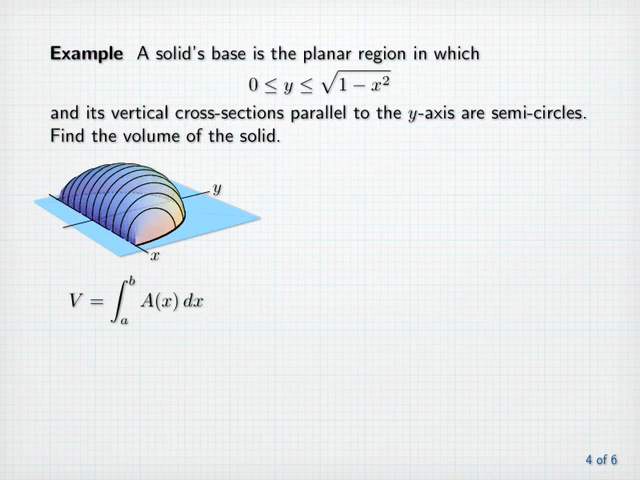 Example A solid's base is the planar region in which
0 ≤ y ≤ √(1 − x²)
and its vertical cross-sections parallel to the y-axis are semi-circles.
Find the volume of the solid.
y
x
V = ∫ₐᵇ A(x) dx
4 of 6